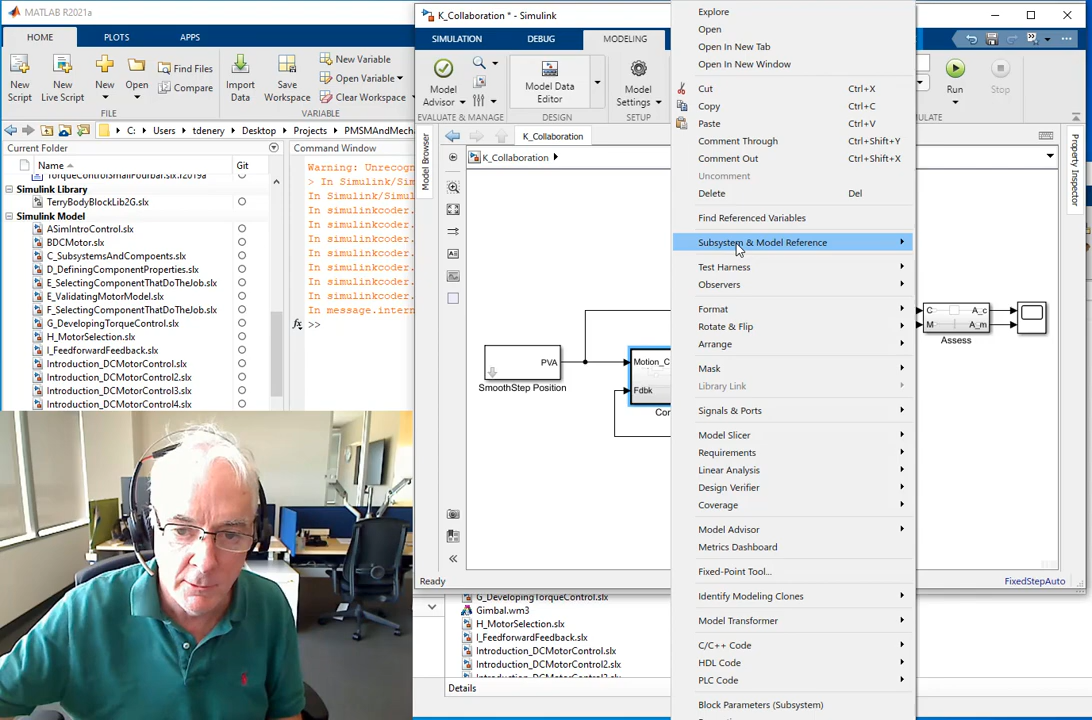 MATLAB R2021a
HOME
PLOTS
APPS
New Script
New Live Script
New
Open
Find Files
Compare
Import Data
Save Workspace
New Variable
Open Variable
Clear Workspace
FILE
VARIABLE
C:
Users
tdenery
Desktop
Projects
PMSMAndMecha
Current Folder
Name
Git
Simulink Library
TerryBodyBlockLib2G.slx
Simulink Model
ASimIntroControl.slx
BDCMotor.slx
C_SubsystemsAndCompoents.slx
D_DefiningComponentProperties.slx
E_SelectingComponentThatDoTheJob.slx
E_ValidatingMotorModel.slx
F_SelectingComponentThatDoTheJob.slx
G_DevelopingTorqueControl.slx
H_MotorSelection.slx
I_FeedforwardFeedback.slx
Introduction_DCMotorControl.slx
Introduction_DCMotorControl2.slx
Introduction_DCMotorControl3.slx
Introduction_DCMotorControl4.slx
Command Window
Warning: Unrecogn
> In Simulink/Sim
In Simulink/Sim
In simulinkcoder.
In simulinkcoder.
In simulinkcoder.
In simulinkcoder.
In simulinkcoder.
In message.intern
fx >>
K_Collaboration * - Simulink
SIMULATION
DEBUG
MODELING
Model Advisor
Model Data Editor
Model Settings
Run
Stop
EVALUATE & MANAGE
DESIGN
SETUP
ULATE
K_Collaboration
K_Collaboration
Model Browser
Property Inspector
PVA
SmoothStep Position
Motion_C
Fdbk
Con
C
M
A_c
A_m
Assess
Ready
FixedStepAuto
Explore
Open
Open In New Tab
Open In New Window
Cut Ctrl+X
Copy Ctrl+C
Paste Ctrl+V
Comment Through Ctrl+Shift+Y
Comment Out Ctrl+Shift+X
Uncomment
Delete Del
Find Referenced Variables
Subsystem & Model Reference
Test Harness
Observers
Format
Rotate & Flip
Arrange
Mask
Library Link
Signals & Ports
Model Slicer
Requirements
Linear Analysis
Design Verifier
Coverage
Model Advisor
Metrics Dashboard
Fixed-Point Tool...
Identify Modeling Clones
Model Transformer
C/C++ Code
HDL Code
PLC Code
Block Parameters (Subsystem)
G_DevelopingTorqueControl.slx
Gimbal.wm3
H_MotorSelection.slx
I_FeedforwardFeedback.slx
Introduction_DCMotorControl.slx
Introduction_DCMotorControl2.slx
Details